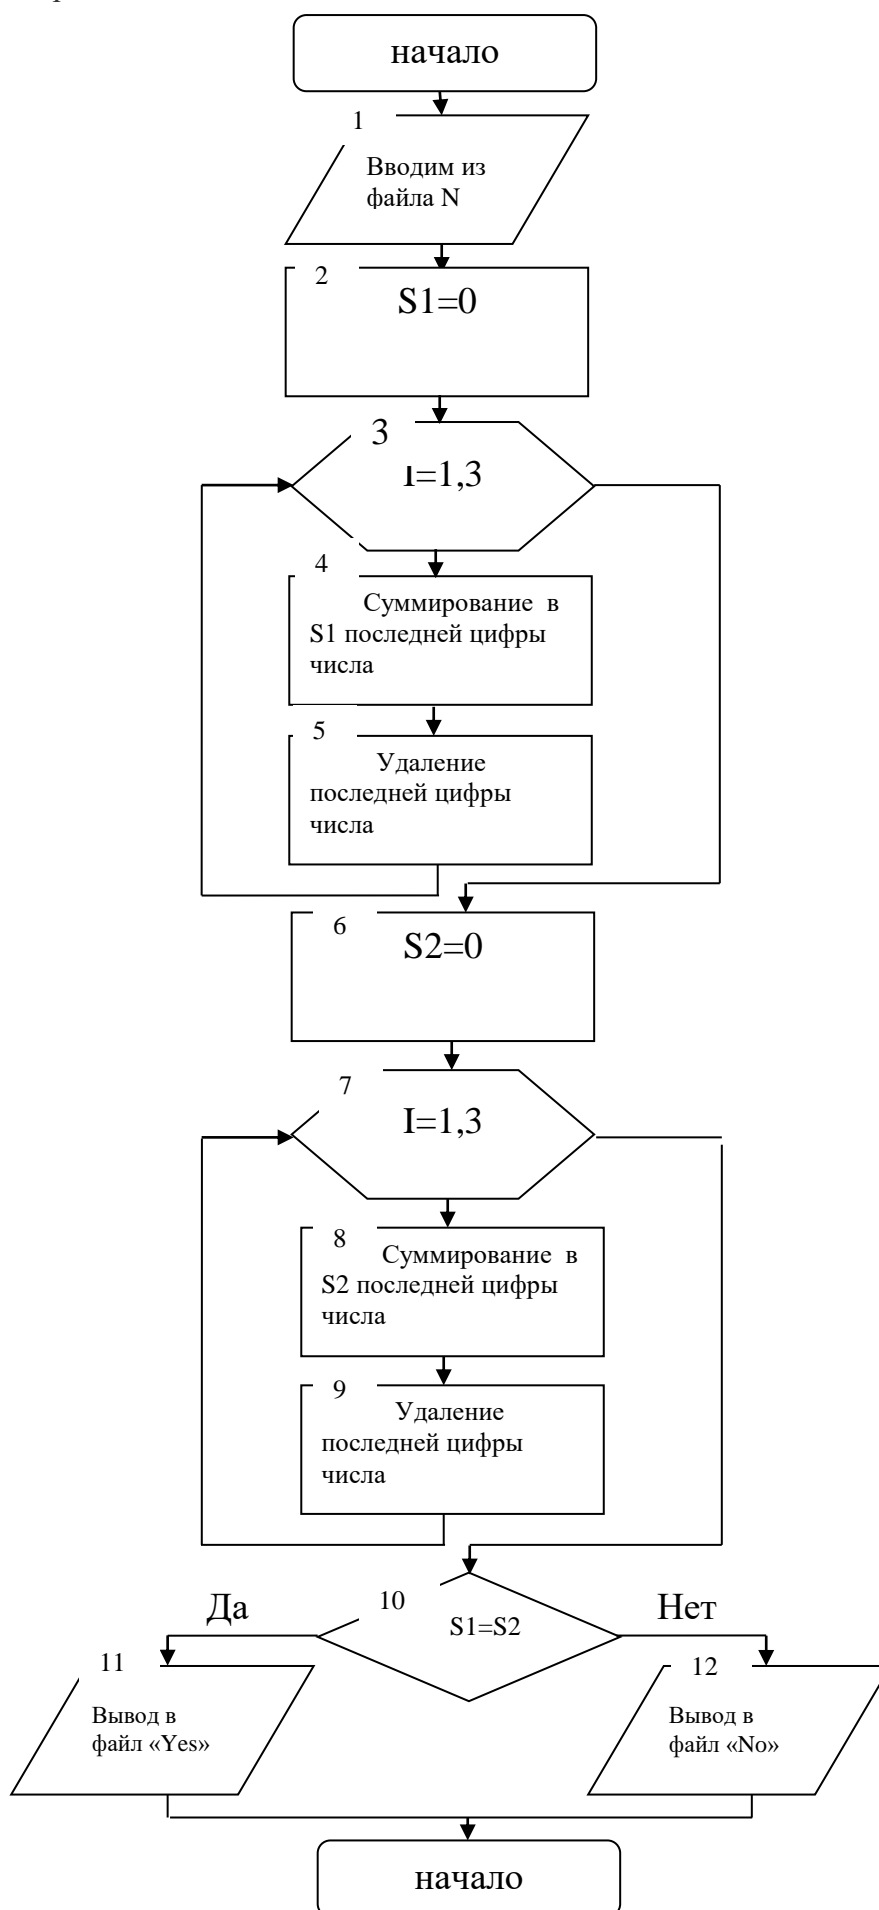 начало
1
Вводим из
файла N
2
S1=0
3
I=1,3
4
Суммирование в
S1 последней цифры
числа
5
Удаление
последней цифры
числа
6
S2=0
7
I=1,3
8
Суммирование в
S2 последней цифры
числа
9
Удаление
последней цифры
числа
10
S1=S2
Да
Нет
11
Вывод в
файл «Yes»
12
Вывод в
файл «No»
начало